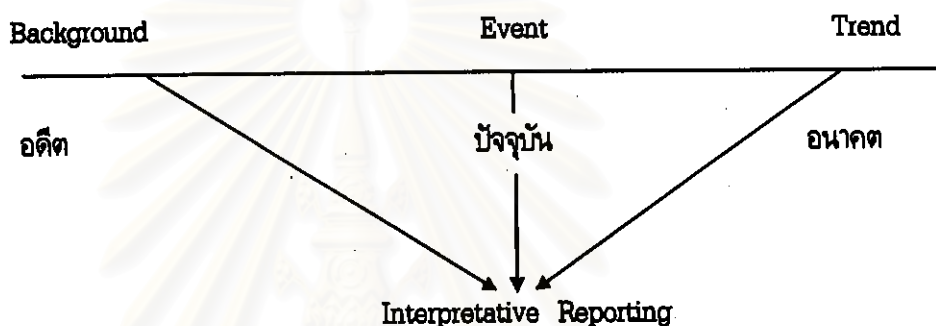 Background Event Trend
อดีต ปัจจุบัน อนาคต
Interpretative Reporting